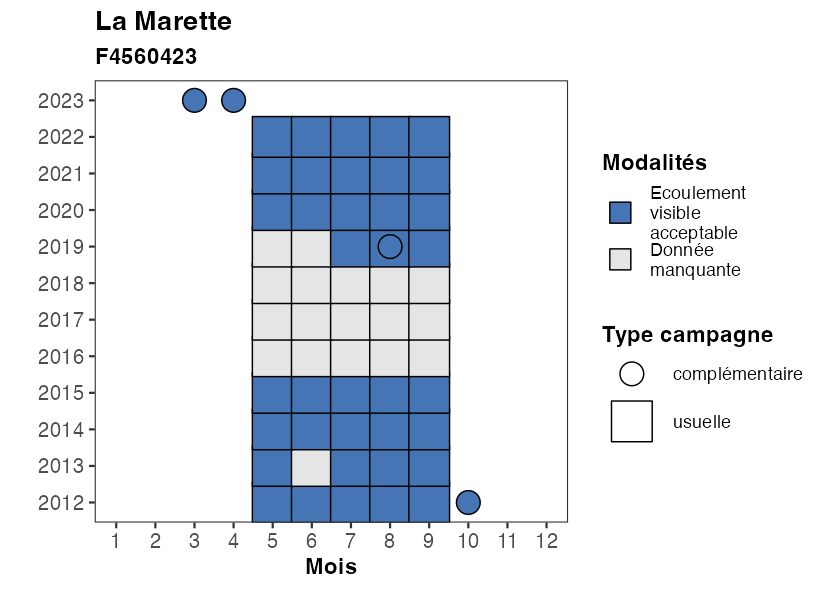 La Marette
F4560423
2023
2022
2021
2020
2019
2018
2017
2016
2015
2014
2013
2012
1 2 3 4 5 6 7 8 9 10 11 12
Mois
Modalités
Ecoulement
visible
acceptable
Donnée
manquante
Type campagne
complémentaire
usuelle